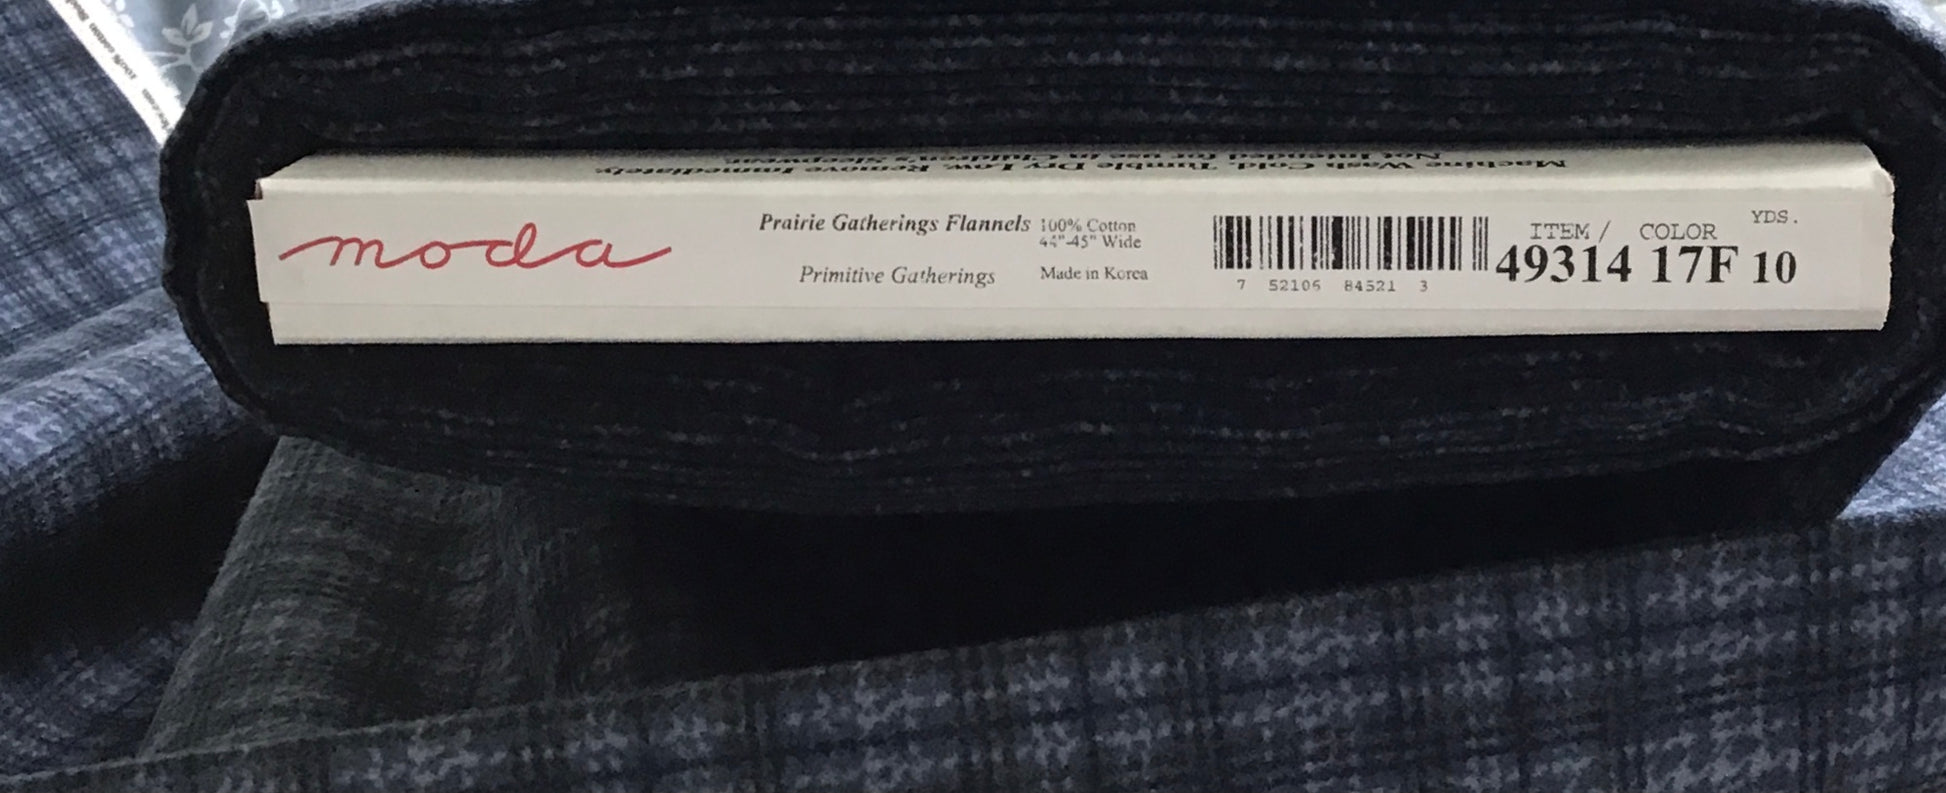 Machine Wash Cold. Tumble Dry Low. Remove Immediately.
Not Intended for use in Children's Sleepwear.
moda
Prairie Gatherings Flannels
Primitive Gatherings
100% Cotton
44"-45" Wide
Made in Korea
7 52106 84521 3
ITEM / COLOR YDS.
49314 17F 10